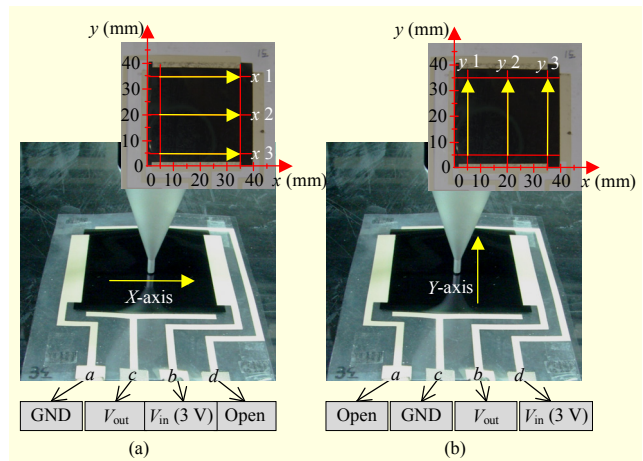 y (mm)
40
30
20
10
0
x 1
x 2
x 3
0 10 20 30 40 x (mm)
X-axis
a c b d
GND Vout Vin (3 V) Open
(a)
y (mm)
40
30
20
10
0
y 1 y 2 y 3
0 10 20 30 40 x (mm)
Y-axis
a c b d
Open GND Vout Vin (3 V)
(b)